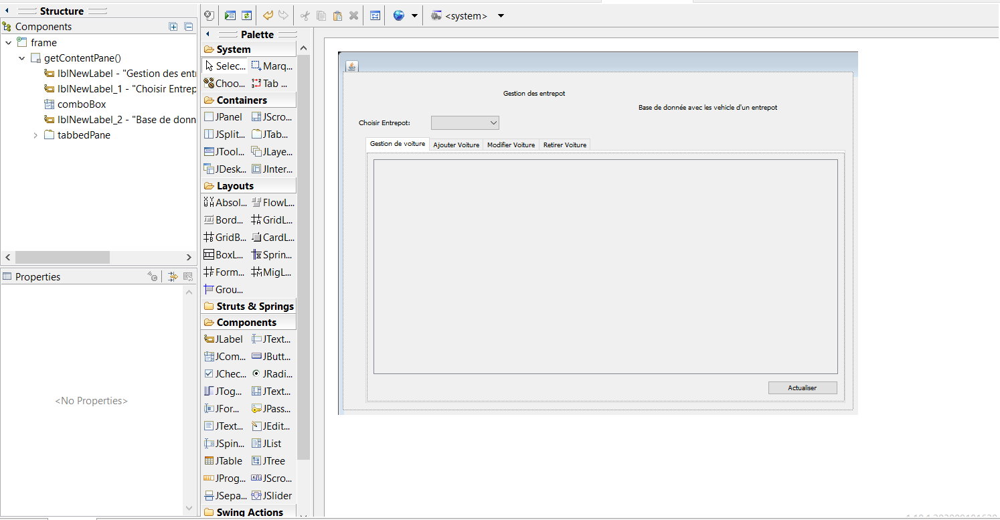 Structure
Components
frame
getContentPane()
lblNewLabel - "Gestion des entr
lblNewLabel_1 - "Choisir Entrep
comboBox
lblNewLabel_2 - "Base de donn
tabbedPane
Properties
<No Properties>
<system>
Palette
System
Selec... Marq...
Choo... Tab ...
Containers
JPanel JScro...
JSplit... JTab...
JTool... JLaye...
JDesk... JInter...
Layouts
Absol... FlowL...
Bord... GridL...
GridB... CardL...
BoxL... Sprin...
Form... MigL...
Grou...
Struts & Springs
Components
JLabel JText...
JCom... JButt...
JChec... JRadi...
JTog... JText...
JFor... JPass...
JText... JEdit...
JSpin... JList
JTable JTree
JProg... JScro...
JSepa... JSlider
Swing Actions
Gestion des entrepot
Base de donnée avec les vehicle d'un entrepot
Choisir Entrepot:
Gestion de voiture Ajouter Voiture Modifier Voiture Retirer Voiture
Actualiser